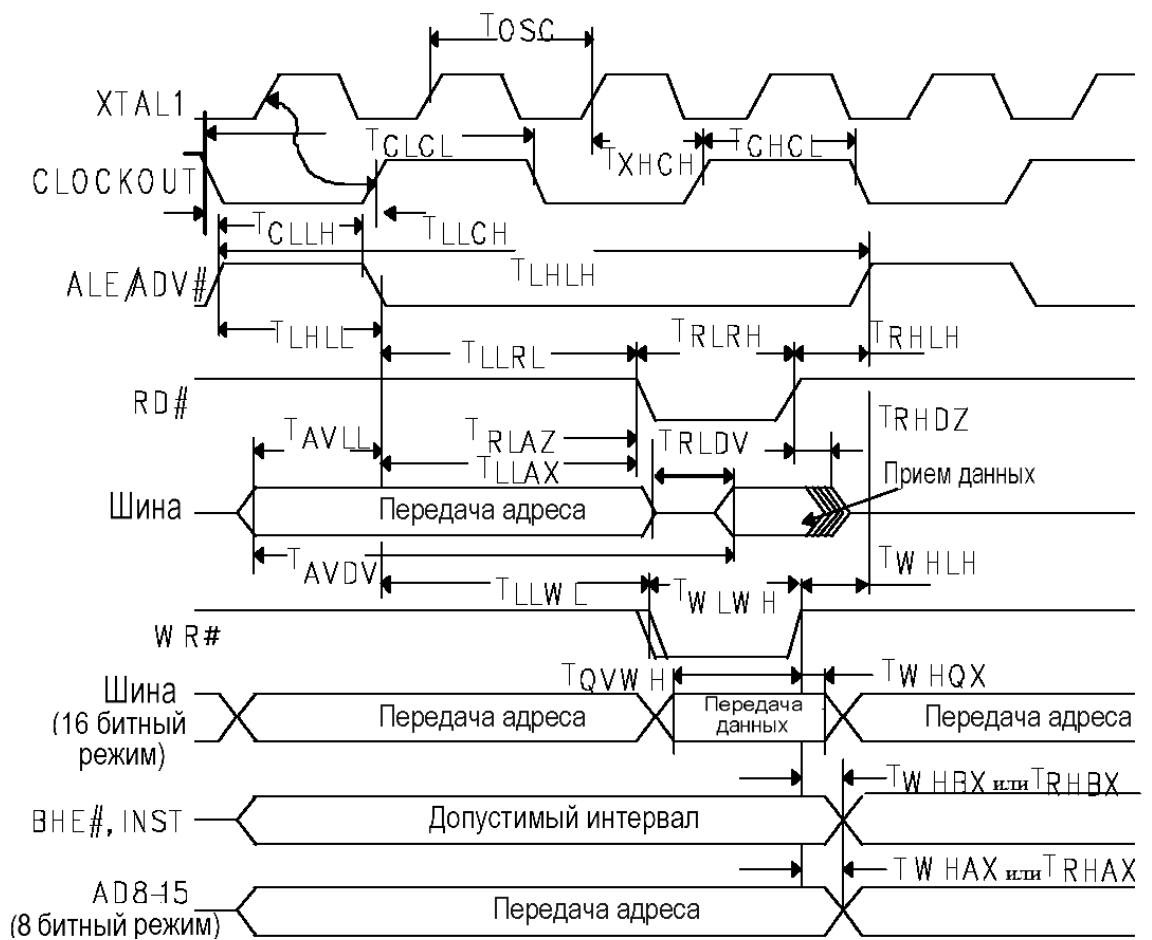 TOSC
XTAL1
TCLCL
TXHCH
TCHCL
CLOCKOUT
TCLLH
TLLCH
TLHLH
ALE/ADV#
TLHLL
TLLRL
TRLRH
TRHLH
RD#
TAVLL
TRLAZ
TRLDV
TRHDZ
TLLAX
Прием данных
Шина
Передача адреса
TAVDV
TLLWL
TWLWH
TWHLH
WR#
TQVWH
TWHQX
Шина
(16 битный
режим)
Передача адреса
Передача
данных
Передача адреса
TWHBX или TRHBX
BHE#, INST
Допустимый интервал
TWHAX или TRHAX
AD8-15
(8 битный режим)
Передача адреса